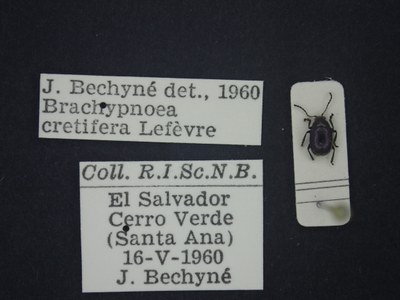 J. Bechyné det., 1960
Brachypnoea
cretifera Lefèvre
Coll. R.I.Sc.N.B.
El Salvador
Cerro Verde
(Santa Ana)
16-V-1960
J. Bechyné